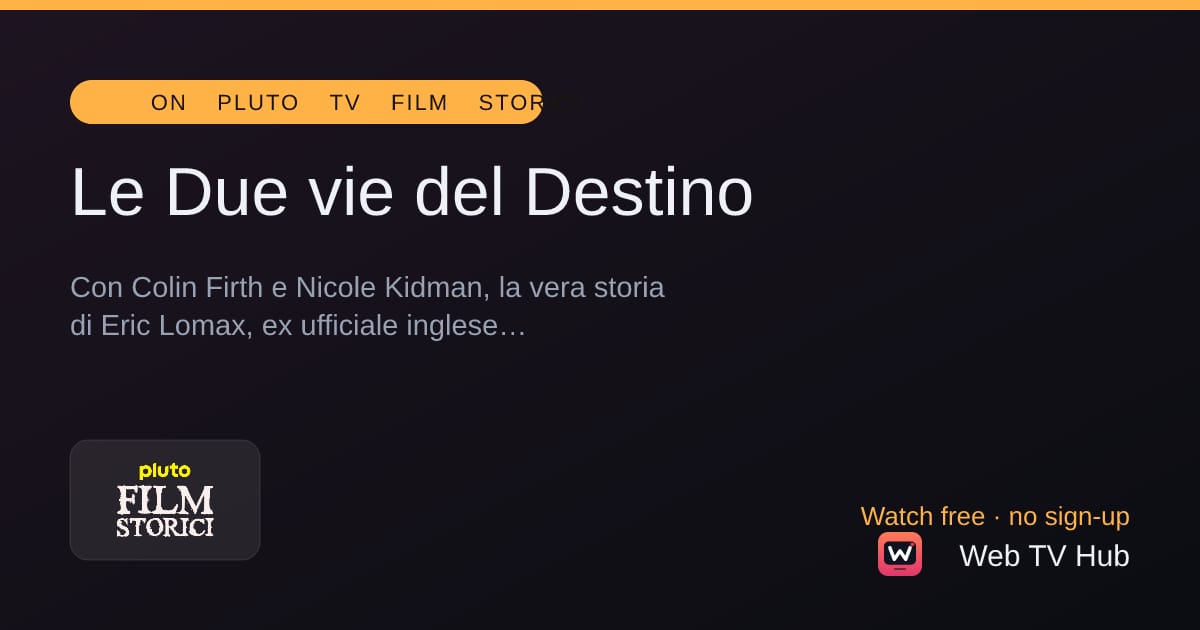 ON PLUTO TV FILM STORICI
Le Due vie del Destino
Con Colin Firth e Nicole Kidman, la vera storia
di Eric Lomax, ex ufficiale inglese…
pluto
FILM
STORICI
Watch free · no sign-up
W
Web TV Hub